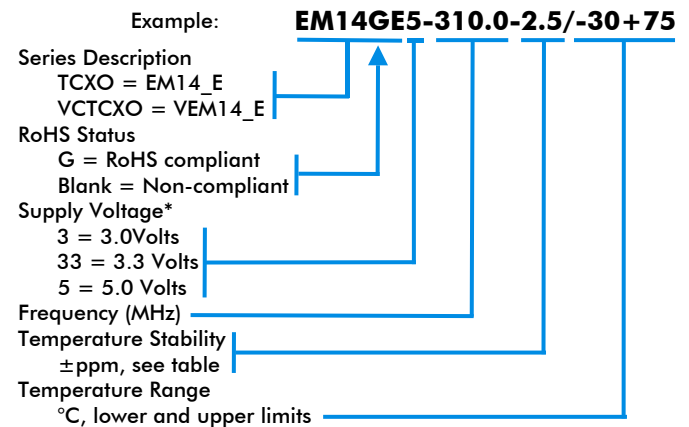 Example: EM14GE5-310.0-2.5/-30+75
Series Description
TCXO = EM14_E
VCTCXO = VEM14_E
RoHS Status
G = RoHS compliant
Blank = Non-compliant
Supply Voltage*
3 = 3.0Volts
33 = 3.3 Volts
5 = 5.0 Volts
Frequency (MHz)
Temperature Stability
±ppm, see table
Temperature Range
°C, lower and upper limits